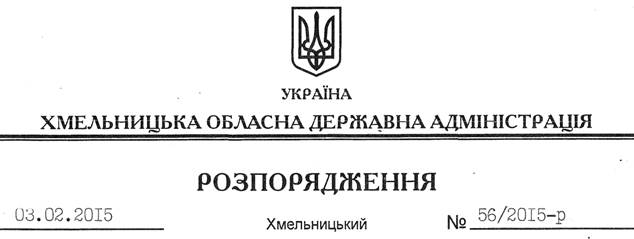 УКРАЇНА
ХМЕЛЬНИЦЬКА ОБЛАСНА ДЕРЖАВНА АДМІНІСТРАЦІЯ
РОЗПОРЯДЖЕННЯ
03.02.2015 Хмельницький № 56/2015-р